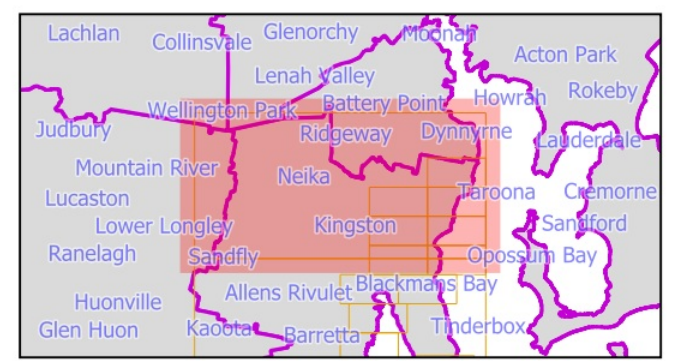 Lachlan
Collinsvale
Glenorchy
Moonah
Acton Park
Lenah Valley
Rokeby
Howrah
Battery Point
Wellington Park
Judbury
Ridgeway
Dynnyrne
Lauderdale
Mountain River
Neika
Taroona
Cremorne
Lucaston
Lower Longley
Kingston
Sandford
Ranelagh
Sandfly
Opossum Bay
Allens Rivulet
Blackmans Bay
Huonville
Glen Huon
Kaoota
Barretta
Tinderbox